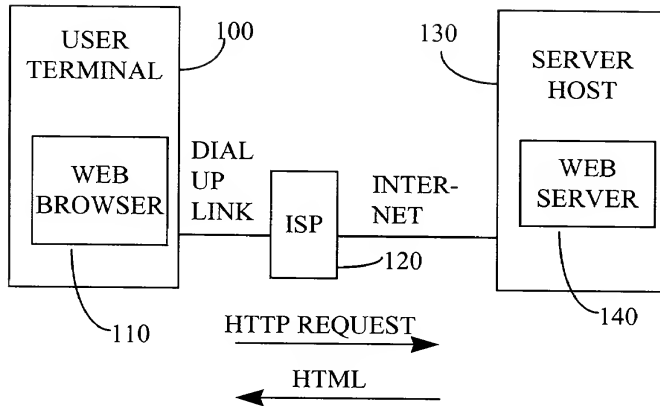 USER
TERMINAL
100
WEB
BROWSER
110
DIAL
UP
LINK
ISP
120
INTER-
NET
130
SERVER
HOST
WEB
SERVER
140
HTTP REQUEST
HTML